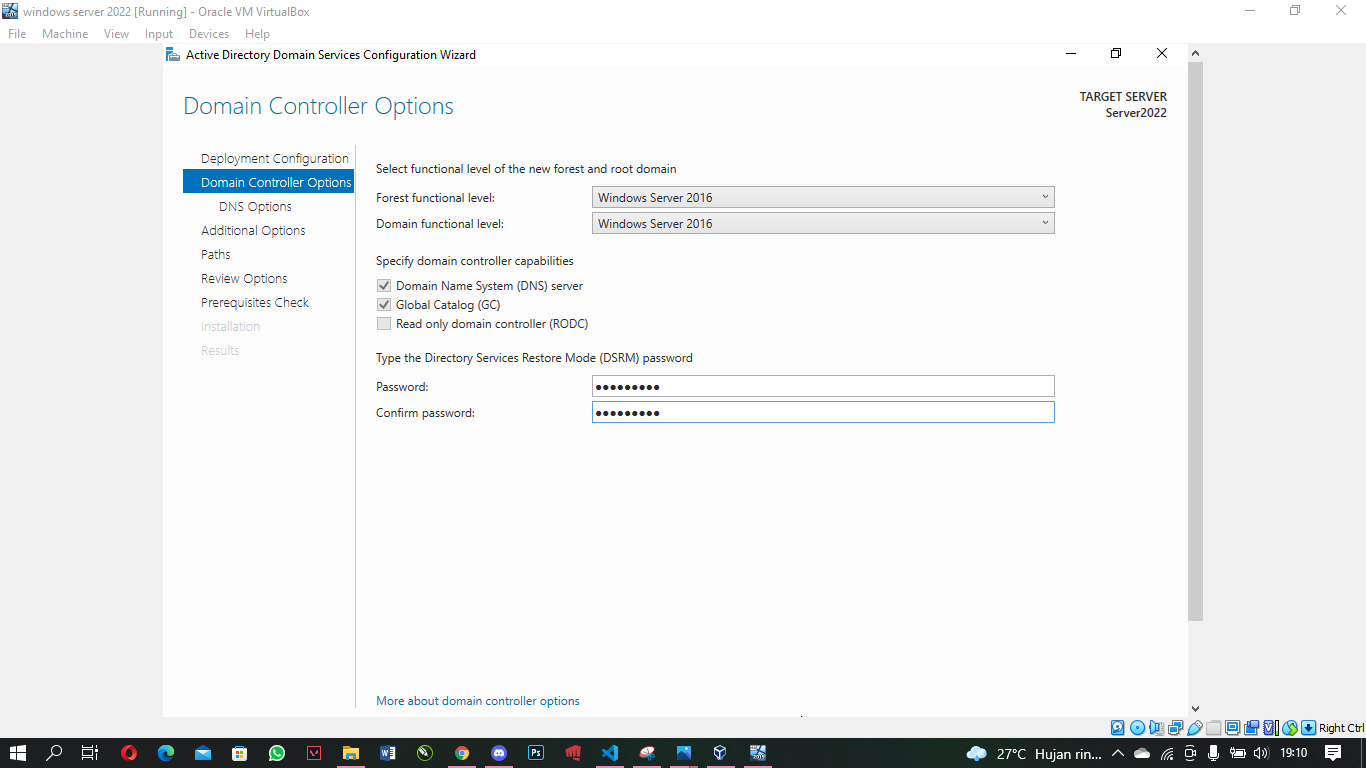 windows server 2022 [Running] - Oracle VM VirtualBox
File Machine View Input Devices Help
Active Directory Domain Services Configuration Wizard
Domain Controller Options
TARGET SERVER
Server2022
Deployment Configuration
Domain Controller Options
DNS Options
Additional Options
Paths
Review Options
Prerequisites Check
Installation
Results
Select functional level of the new forest and root domain
Forest functional level: Windows Server 2016
Domain functional level: Windows Server 2016
Specify domain controller capabilities
Domain Name System (DNS) server
Global Catalog (GC)
Read only domain controller (RODC)
Type the Directory Services Restore Mode (DSRM) password
Password: ●●●●●●●●●
Confirm password: ●●●●●●●●●
More about domain controller options
Right Ctrl
27°C Hujan rin... 19:10